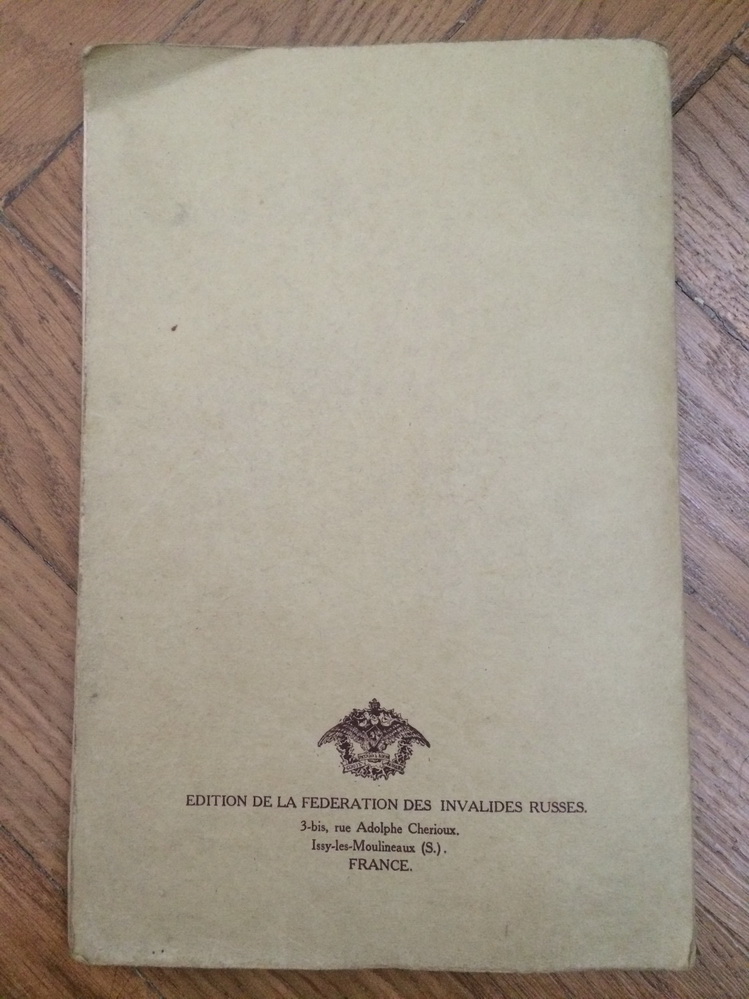 EDITION DE LA FEDERATION DES INVALIDES RUSSES.
3-bis, rue Adolphe Cherioux.
Issy-les-Moulineaux (S.).
FRANCE.